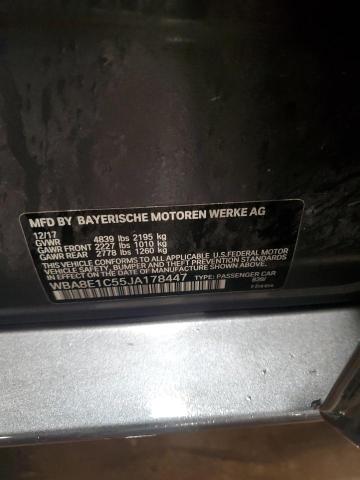 MFD BY BAYERISCHE MOTOREN WERKE AG
12/17
GVWR 4839 lbs 2195 kg
GAWR FRONT 2227 lbs 1010 kg
GAWR REAR 2778 lbs 1260 kg
THIS VEHICLE CONFORMS TO ALL APPLICABLE U.S. FEDERAL MOTOR
VEHICLE SAFETY, BUMPER, AND THEFT PREVENTION STANDARDS
IN EFFECT ON THE DATE OF MANUFACTURE SHOWN ABOVE.
WBA8E1C55JA178447 TYPE: PASSENGER CAR